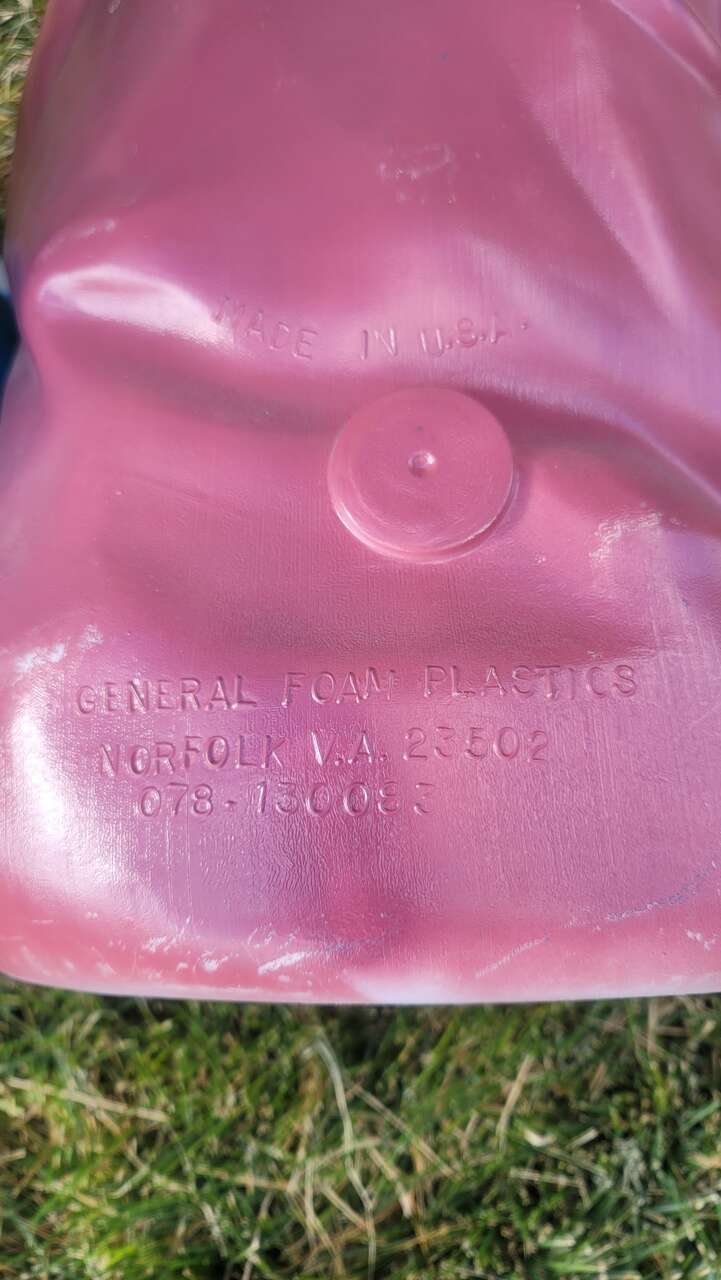 MADE IN U.S.A.
GENERAL FOAM PLASTICS
NORFOLK V.A. 23502
078-130083